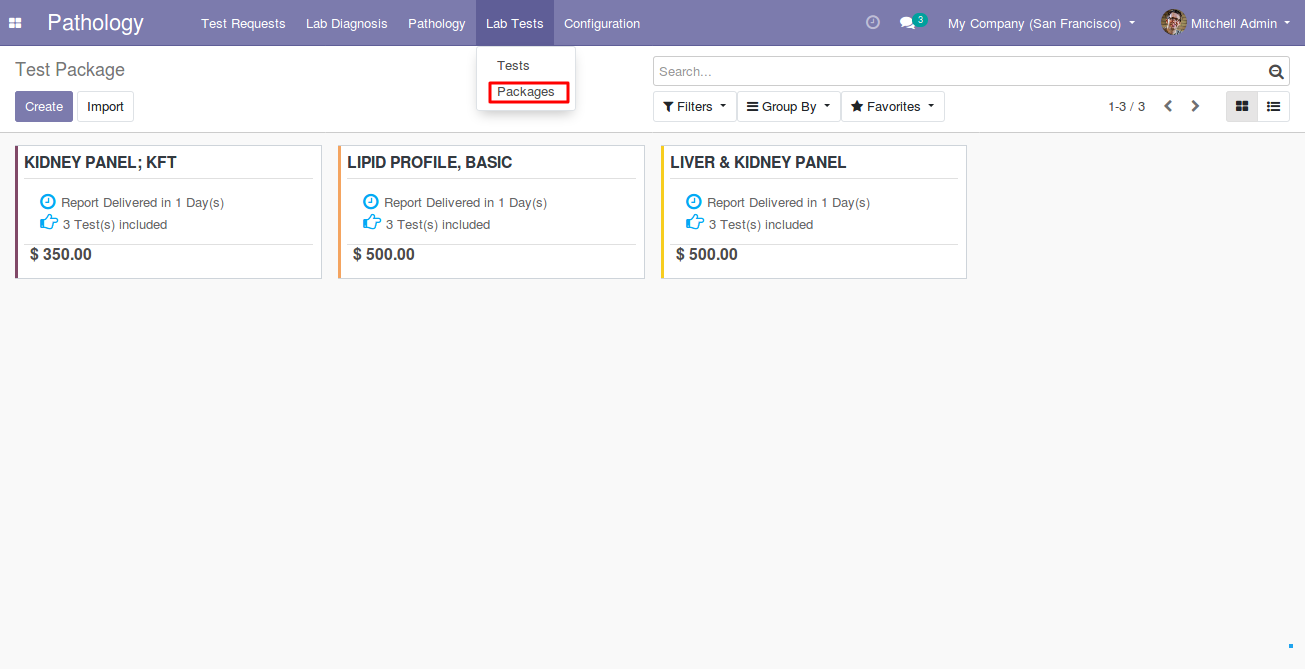 Pathology Test Requests Lab Diagnosis Pathology Lab Tests Configuration 3 My Company (San Francisco) Mitchell Admin
Tests
Packages
Test Package
Search...
Create Import
Filters Group By Favorites 1-3 / 3
KIDNEY PANEL; KFT
Report Delivered in 1 Day(s)
3 Test(s) included
$ 350.00
LIPID PROFILE, BASIC
Report Delivered in 1 Day(s)
3 Test(s) included
$ 500.00
LIVER & KIDNEY PANEL
Report Delivered in 1 Day(s)
3 Test(s) included
$ 500.00